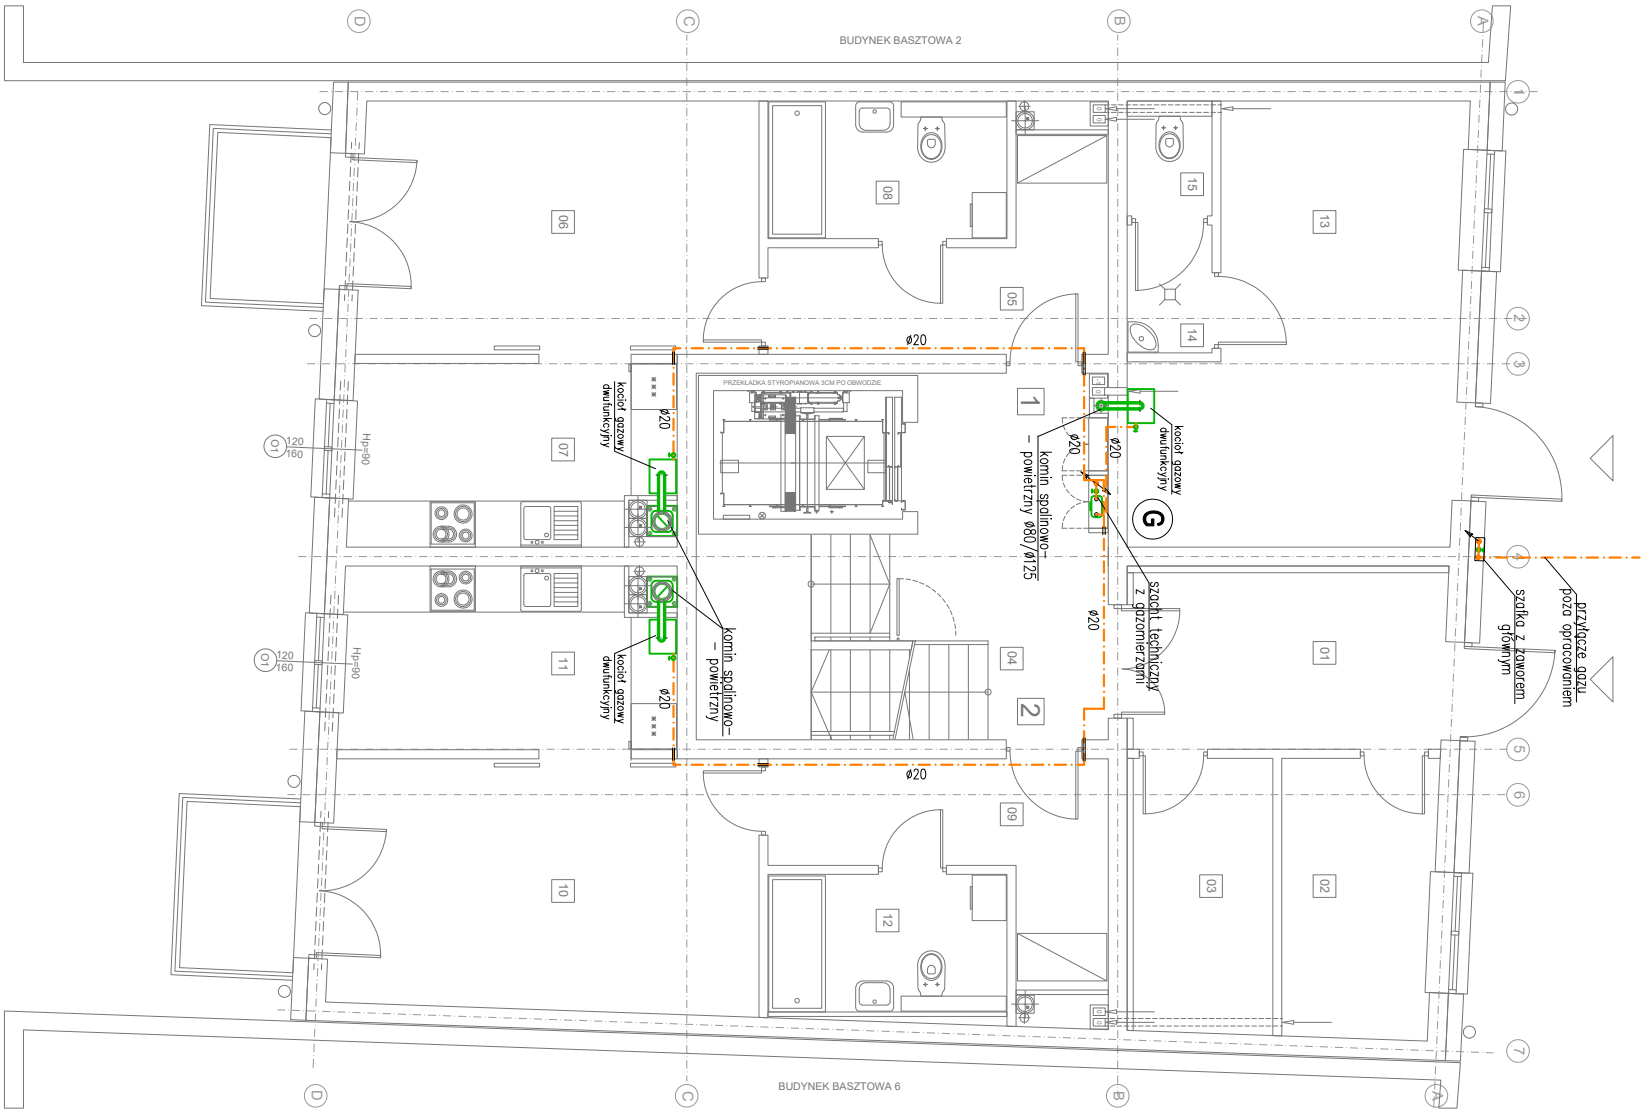 D
C
B
A
BUDYNEK BASZTOWA 2
1
06
08
15
13
05
14
2
ø20
3
PRZEKŁADKA STYROPIANOWA 3CM PO OBWODZIE
kocioł gazowy
dwufunkcyjny
ø20
1
ø20
ø20
kocioł gazowy
dwufunkcyjny
O1
120
160
Hp=90
07
komin spalinowo-
- powietrzny ø80/ø125
G
4
przyłącze gazu
poza opracowaniem
szafka z zaworem
głównym
szacht techniczny
z gazomierzami
ø20
komin spalinowo-
- powietrzny
O1
120
160
Hp=90
11
kocioł gazowy
dwufunkcyjny
ø20
04
01
2
5
ø20
6
09
10
12
03
02
7
BUDYNEK BASZTOWA 6
D
C
B
A